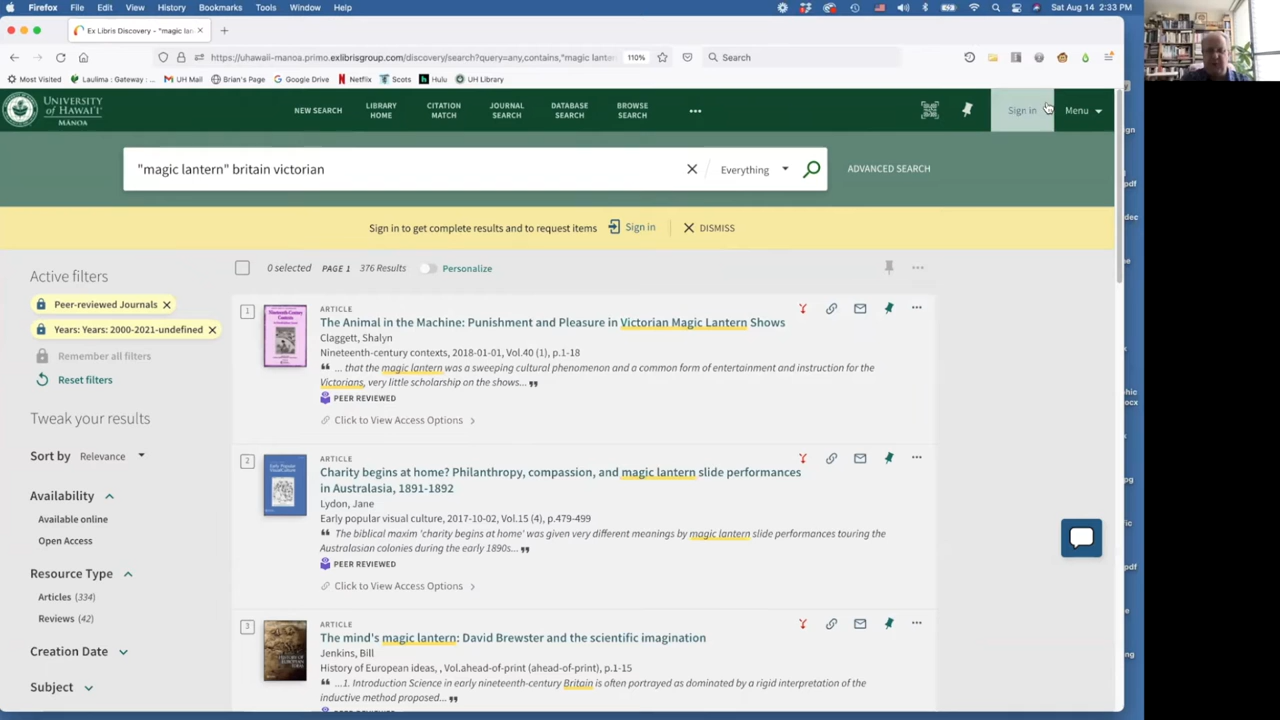 Firefox File Edit View History Bookmarks Tools Window Help
Sat Aug 14 2:33 PM
Ex Libris Discovery - "magic lan
https://uhawaii-manoa.primo.exlibrisgroup.com/discovery/search?query=any,contains,"magic lanter
110%
Search
Most Visited
Laulima : Gateway : ...
UH Mail
Brian's Page
Google Drive
Netflix
Scots
Hulu
UH Library
UNIVERSITY
OF HAWAI'I
MĀNOA
NEW SEARCH
LIBRARY
HOME
CITATION
MATCH
JOURNAL
SEARCH
DATABASE
SEARCH
BROWSE
SEARCH
Sign in
Menu
"magic lantern" britain victorian
Everything
ADVANCED SEARCH
Sign in to get complete results and to request items
Sign in
DISMISS
Active filters
Peer-reviewed Journals
Years: Years: 2000-2021-undefined
Remember all filters
Reset filters
Tweak your results
Sort by Relevance
Availability
Available online
Open Access
Resource Type
Articles (334)
Reviews (42)
Creation Date
Subject
0 selected PAGE 1 376 Results
Personalize
1
ARTICLE
The Animal in the Machine: Punishment and Pleasure in Victorian Magic Lantern Shows
Claggett, Shalyn
Nineteenth-century contexts, 2018-01-01, Vol.40 (1), p.1-18
... that the magic lantern was a sweeping cultural phenomenon and a common form of entertainment and instruction for the
Victorians, very little scholarship on the shows...
PEER REVIEWED
Click to View Access Options
2
ARTICLE
Charity begins at home? Philanthropy, compassion, and magic lantern slide performances
in Australasia, 1891-1892
Lydon, Jane
Early popular visual culture, 2017-10-02, Vol.15 (4), p.479-499
The biblical maxim 'charity begins at home' was given very different meanings by magic lantern slide performances touring the
Australasian colonies during the early 1890s...
PEER REVIEWED
Click to View Access Options
3
ARTICLE
The mind's magic lantern: David Brewster and the scientific imagination
Jenkins, Bill
History of European ideas, , Vol.ahead-of-print (ahead-of-print), p.1-15
...1. Introduction Science in early nineteenth-century Britain is often portrayed as dominated by a rigid interpretation of the
inductive method proposed...